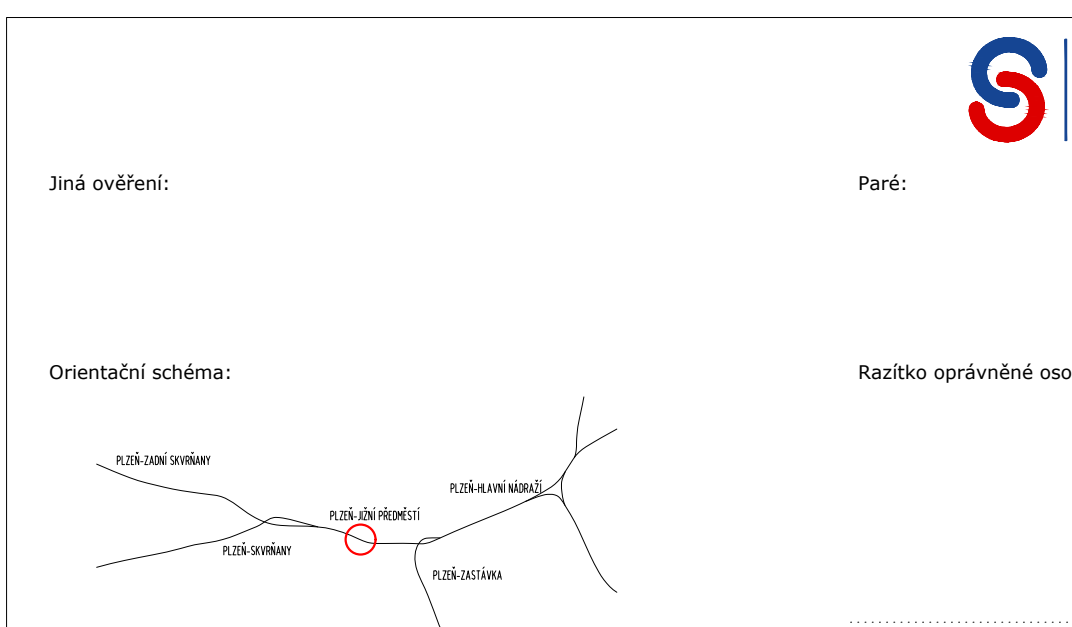 Jiná ověření:
Paré:
Orientační schéma:
Razítko oprávněné oso
PLZEŇ-ZADNÍ SKVRŇANY
PLZEŇ-HLAVNÍ NÁDRAŽÍ
PLZEŇ-JIŽNÍ PŘEDMĚSTÍ
PLZEŇ-SKVRŇANY
PLZEŇ-ZASTÁVKA